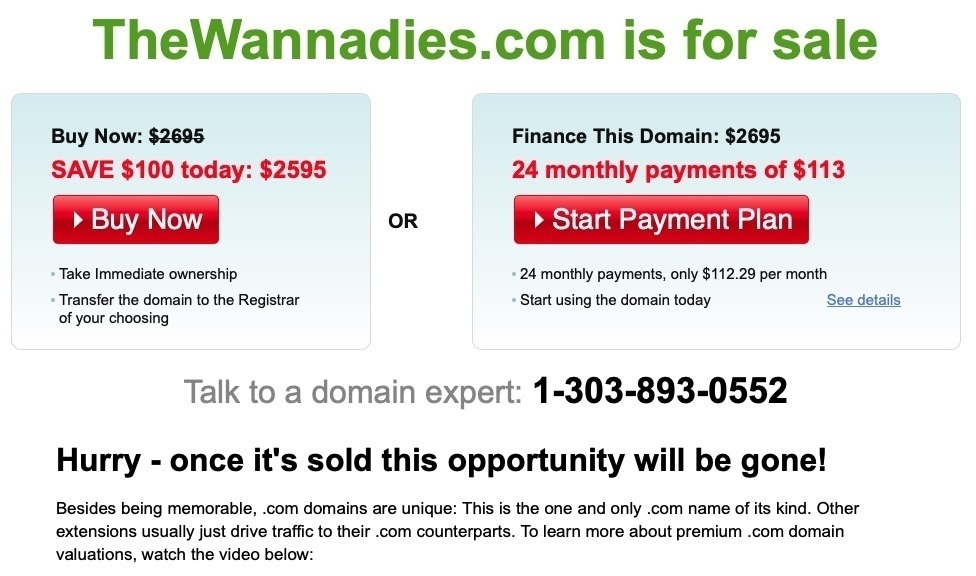 TheWannadies.com is for sale
Buy Now: $2695
SAVE $100 today: $2595
Buy Now
• Take Immediate ownership
• Transfer the domain to the Registrar
of your choosing
OR
Finance This Domain: $2695
24 monthly payments of $113
Start Payment Plan
• 24 monthly payments, only $112.29 per month
• Start using the domain today
See details
Talk to a domain expert: 1-303-893-0552
Hurry - once it's sold this opportunity will be gone!
Besides being memorable, .com domains are unique: This is the one and only .com name of its kind. Other
extensions usually just drive traffic to their .com counterparts. To learn more about premium .com domain
valuations, watch the video below: